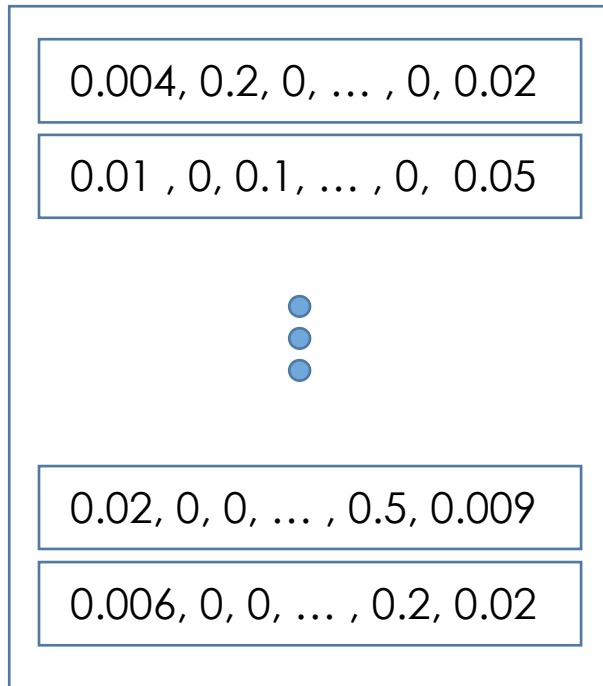 0.004, 0.2, 0, … , 0, 0.02
0.01 , 0, 0.1, … , 0, 0.05
0.02, 0, 0, … , 0.5, 0.009
0.006, 0, 0, … , 0.2, 0.02